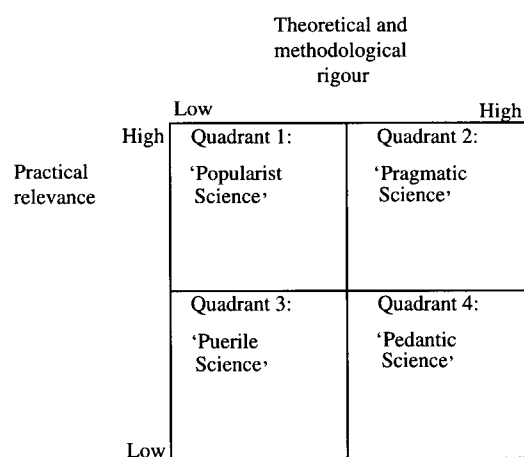 Theoretical and
methodological
rigour
Low
High
High
Practical
relevance
Quadrant 1:
‘Popularist
Science’
Quadrant 2:
‘Pragmatic
Science’
Quadrant 3:
‘Puerile
Science’
Quadrant 4:
‘Pedantic
Science’
Low